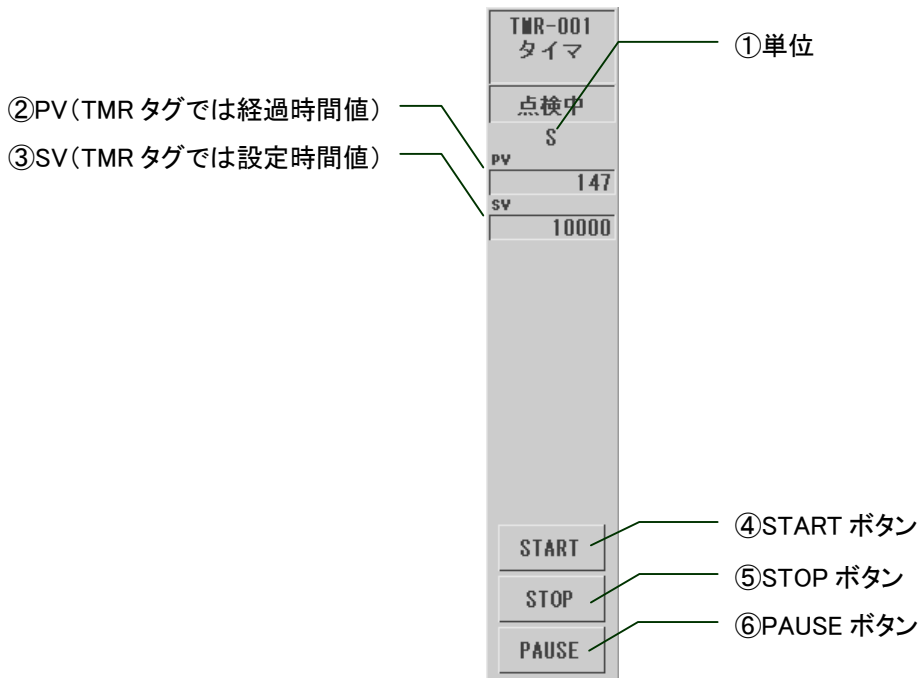 TMR-001
タイマ
①単位
②PV(TMR タグでは経過時間値)
点検中
S
③SV(TMR タグでは設定時間値)
PV
147
SV
10000
START
④START ボタン
STOP
⑤STOP ボタン
PAUSE
⑥PAUSE ボタン